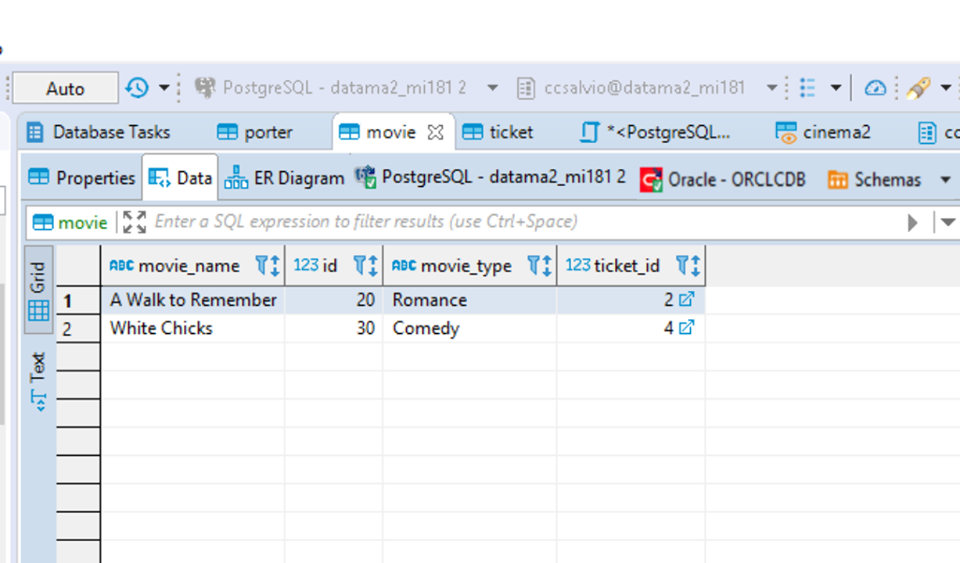 Auto PostgreSQL - datama2_mi181 2 ccsalvio@datama2_mi181
Database Tasks porter movie ticket *<PostgreSQL... cinema2
Properties Data ER Diagram PostgreSQL - datama2_mi181 2 Oracle - ORCLCDB Schemas
movie Enter a SQL expression to filter results (use Ctrl+Space)
Grid
Text
ABC movie_name 123 id ABC movie_type 123 ticket_id
1 A Walk to Remember 20 Romance 2
2 White Chicks 30 Comedy 4